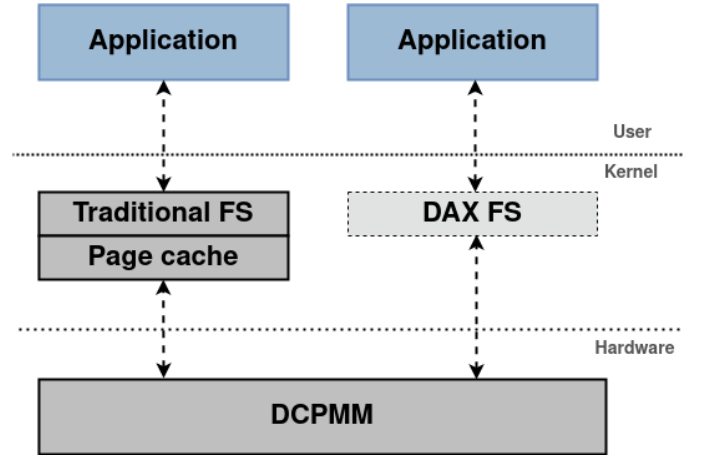 Application
Application
User
Kernel
Traditional FS
DAX FS
Page cache
Hardware
DCPMM